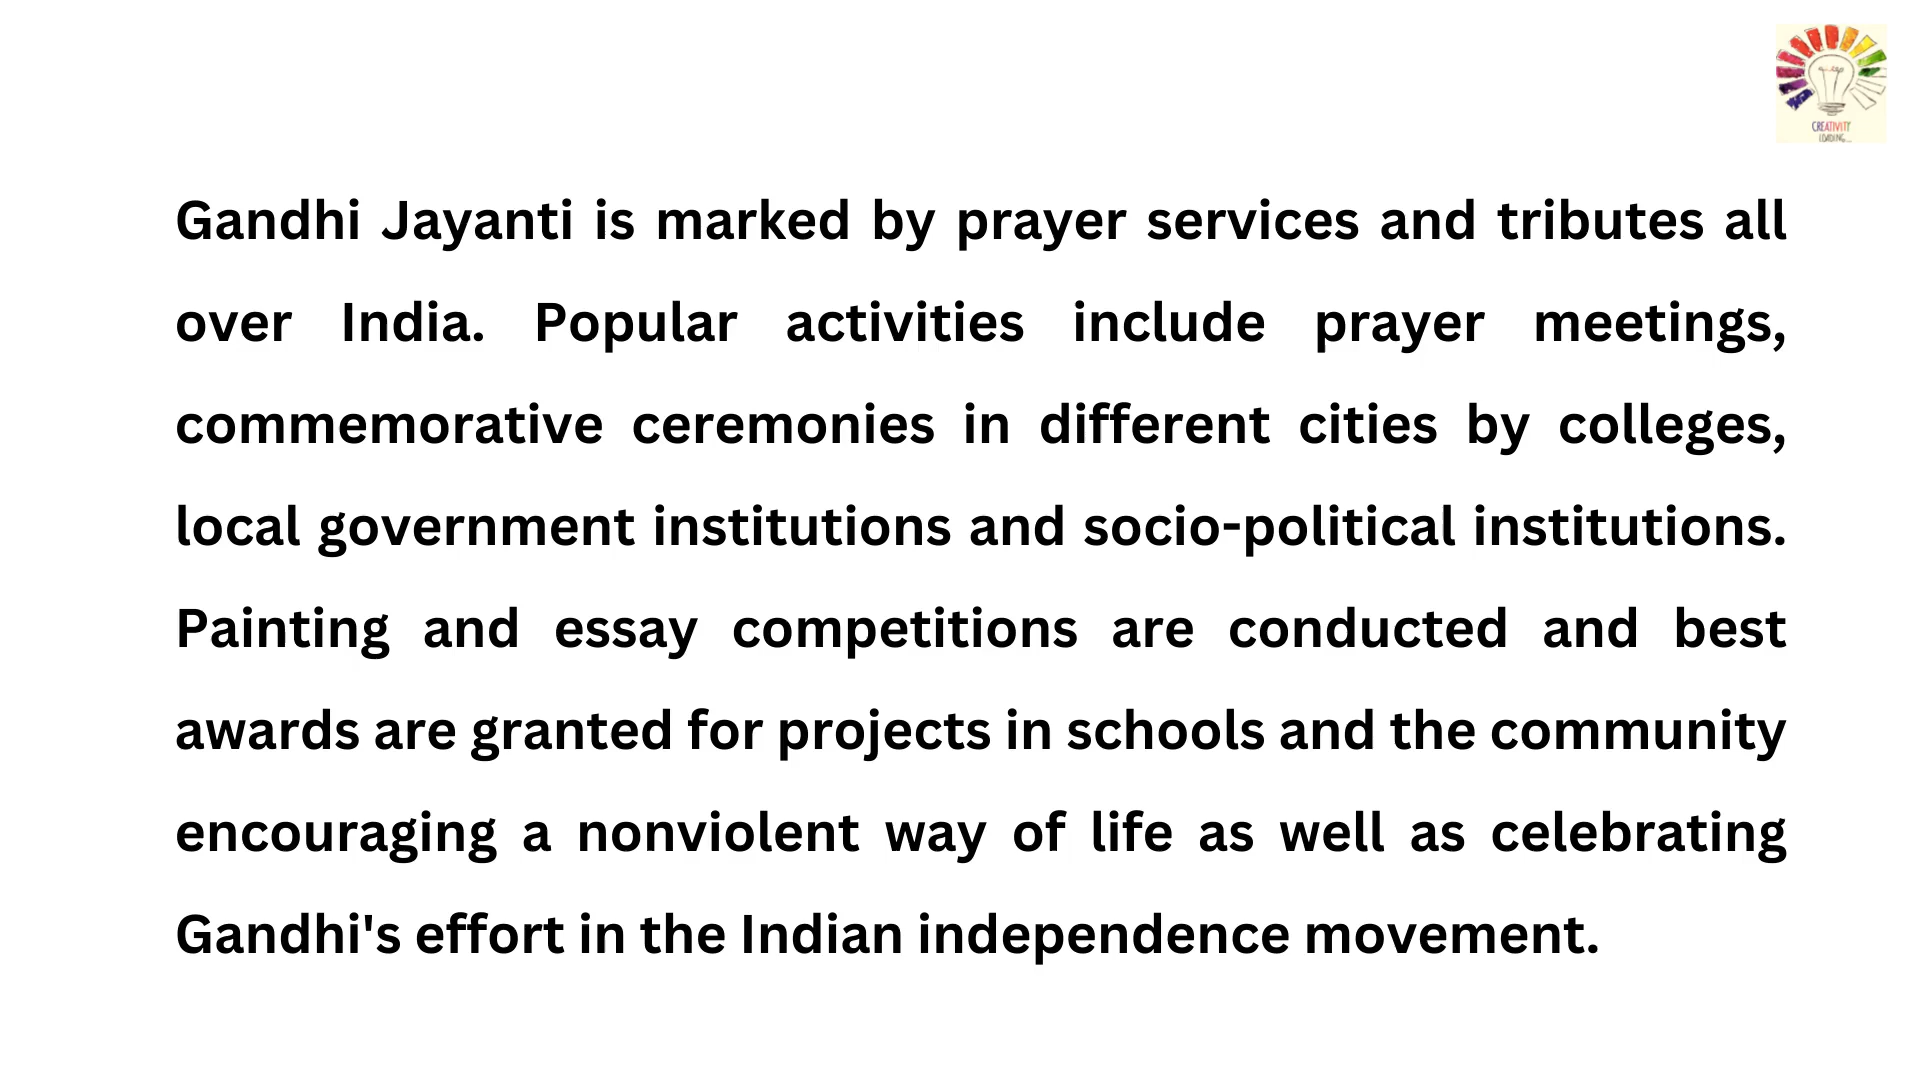 CREATIVITY
LOADING...
Gandhi Jayanti is marked by prayer services and tributes all
over India. Popular activities include prayer meetings,
commemorative ceremonies in different cities by colleges,
local government institutions and socio-political institutions.
Painting and essay competitions are conducted and best
awards are granted for projects in schools and the community
encouraging a nonviolent way of life as well as celebrating
Gandhi's effort in the Indian independence movement.